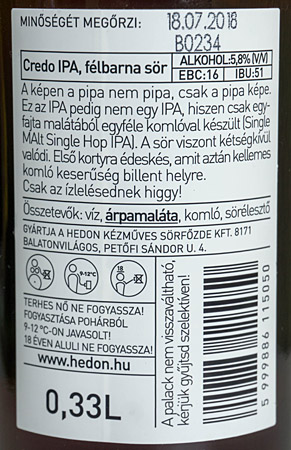 MINŐSÉGÉT MEGŐRZI: 18.07.2018
B0234
Credo IPA, félbarna sör
ALKOHOL:5,8% (V/V)
EBC:16 IBU:51
A képen a pipa nem pipa, csak a pipa képe.
Ez az IPA pedig nem egy IPA, hiszen csak egy-
fajta malátából egyféle komlóval készült (Single
MAlt Single Hop IPA). A sör viszont kétségkívül
valódi. Első kortyra édeskés, amit aztán kellemes
komló keserűség billent helyre.
Csak az ízlelésednek higgy!
Összetevők: víz, árpamaláta, komló, sörélesztő
GYÁRTJA A HEDON KÉZMŰVES SÖRFŐZDE KFT. 8171
BALATONVILÁGOS, PETŐFI SÁNDOR U. 4.
9-12°C
18
TERHES NŐ NE FOGYASSZA!
FOGYASZTÁSA POHÁRBÓL
9-12 °C-ON JAVASOLT!
18 ÉVEN ALULI NE FOGYASSZA!
www.hedon.hu
0,33L
A palack nem visszaváltható,
kérjük gyűjtsd szelektíven!
5 999886 115050